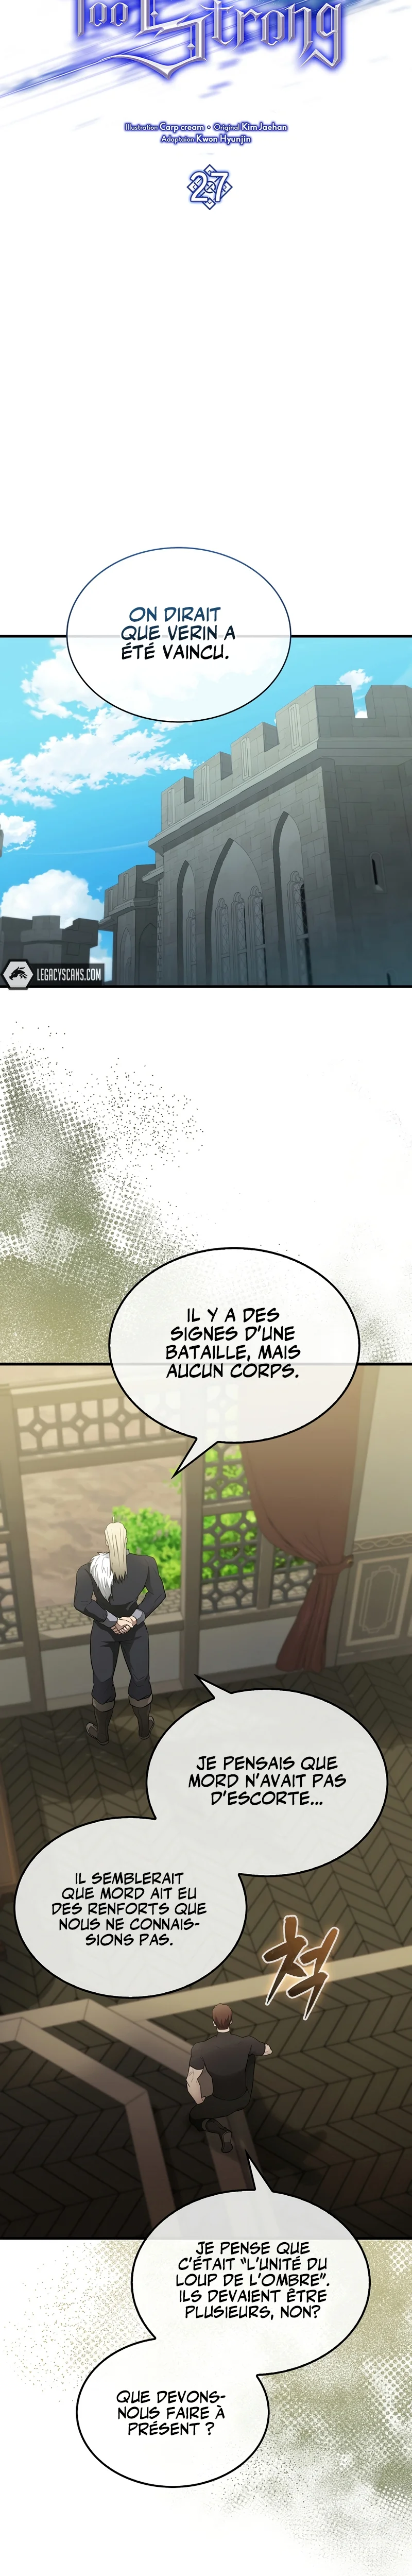 Too Strong
Illustration Carp cream • Original Kim Jaehan
Adaptaion Kwon Hyunjin
27
ON DIRAIT
QUE VERIN A
ÉTÉ VAINCU.
LEGACYSCANS.COM
IL Y A DES
SIGNES D'UNE
BATAILLE, MAIS
AUCUN CORPS.
JE PENSAIS QUE
MORD N'AVAIT PAS
D'ESCORTE...
IL SEMBLERAIT
QUE MORD AIT EU
DES RENFORTS QUE
NOUS NE CONNAIS-
SIONS PAS.
척
JE PENSE QUE
C'ÉTAIT "L'UNITÉ DU
LOUP DE L'OMBRE".
ILS DEVAIENT ÊTRE
PLUSIEURS, NON?
QUE DEVONS-
NOUS FAIRE À
PRÉSENT ?